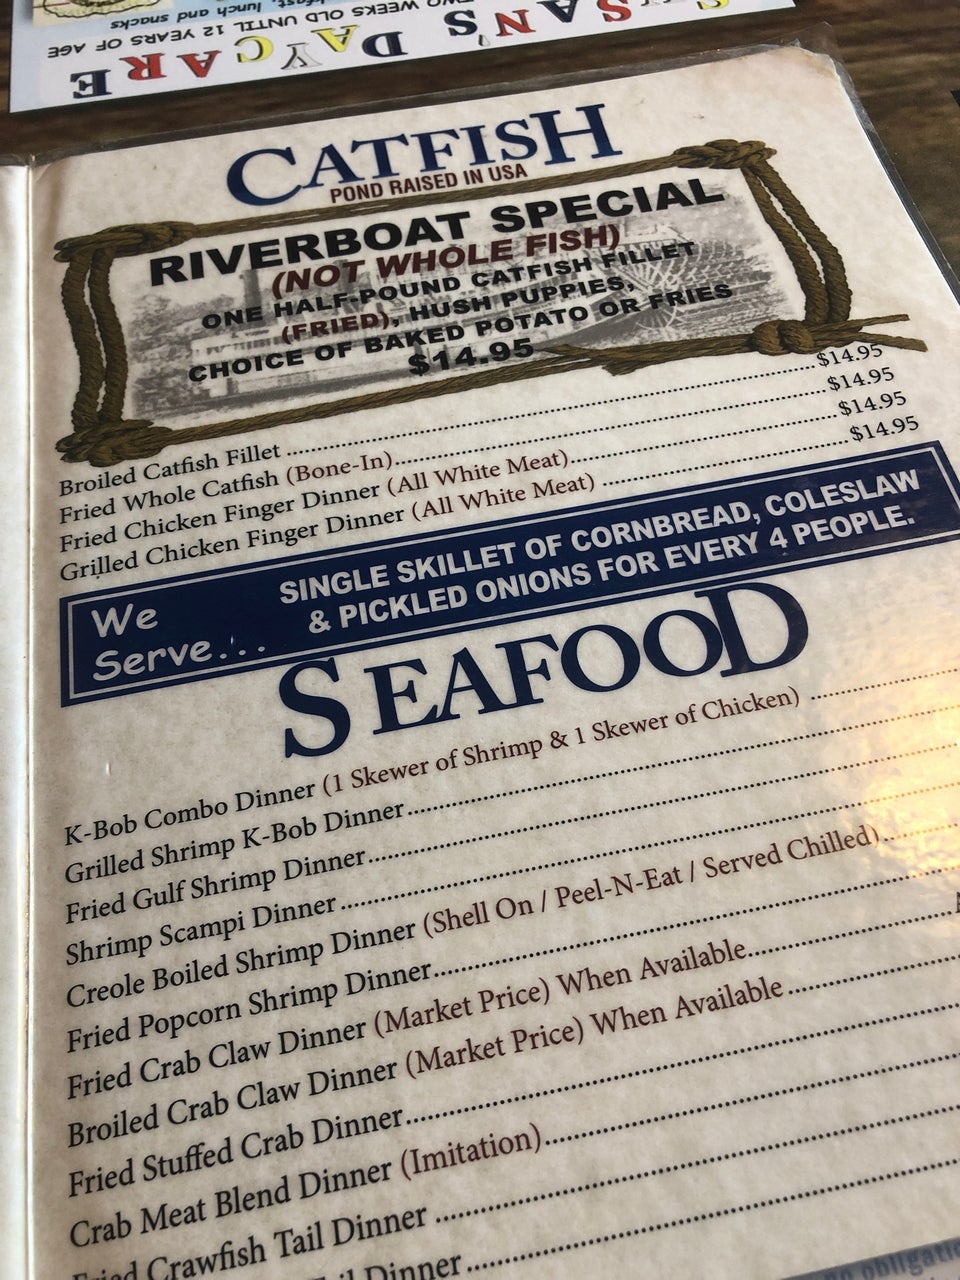 SUSAN'S DAYCARE
TWO WEEKS OLD UNTIL 12 YEARS OF AGE
lunch and snacks
CATFISH
POND RAISED IN USA
RIVERBOAT SPECIAL
(NOT WHOLE FISH)
ONE HALF-POUND CATFISH FILLET
(FRIED), HUSH PUPPIES,
CHOICE OF BAKED POTATO OR FRIES
$14.95
Broiled Catfish Fillet ........ $14.95
Fried Whole Catfish (Bone-In)........ $14.95
Fried Chicken Finger Dinner (All White Meat)........ $14.95
Grilled Chicken Finger Dinner (All White Meat) ........ $14.95
We Serve... SINGLE SKILLET OF CORNBREAD, COLESLAW
& PICKLED ONIONS FOR EVERY 4 PEOPLE.
SEAFOOD
K-Bob Combo Dinner (1 Skewer of Shrimp & 1 Skewer of Chicken) ........
Grilled Shrimp K-Bob Dinner........
Fried Gulf Shrimp Dinner........
Shrimp Scampi Dinner........
Creole Boiled Shrimp Dinner (Shell On / Peel-N-Eat / Served Chilled)........
Fried Popcorn Shrimp Dinner........
Fried Crab Claw Dinner (Market Price) When Available........
Broiled Crab Claw Dinner (Market Price) When Available........
Fried Stuffed Crab Dinner........
Crab Meat Blend Dinner (Imitation)........
Fried Crawfish Tail Dinner ........
Dinner........